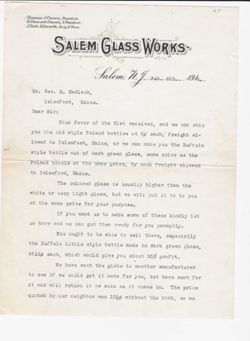 SALEM GLASS WORKS.
Salem, N.J.
Mr. Geo. A. Hadlock,
Islesford, Maine.
Dear Sir:
Your favor of the 31st received, and we can ship
you the old style Poland bottles at each, freight allowed
to Islesford, Maine, or we can make you the Buffalo
style bottle out of dark green glass, same color as the
Poland bottle at the same price, each freight allowed
to Islesford, Maine.
The colored glass is usually higher than the
white or easy light glass, but we will put it in to you
at the same price for your purpose.
If you want us to make some of these kindly let
us know and we can get them ready for you promptly.
You ought to be able to sell them, especially
the Buffalo Lithia style bottle made in dark green glass,
each, which would give you about profit.
We have sent the globe to another manufacturer
to see if we could get it made for you, but have sent for
it and will return it as soon as it comes in. The price
quoted by our neighbor was without the both, so we